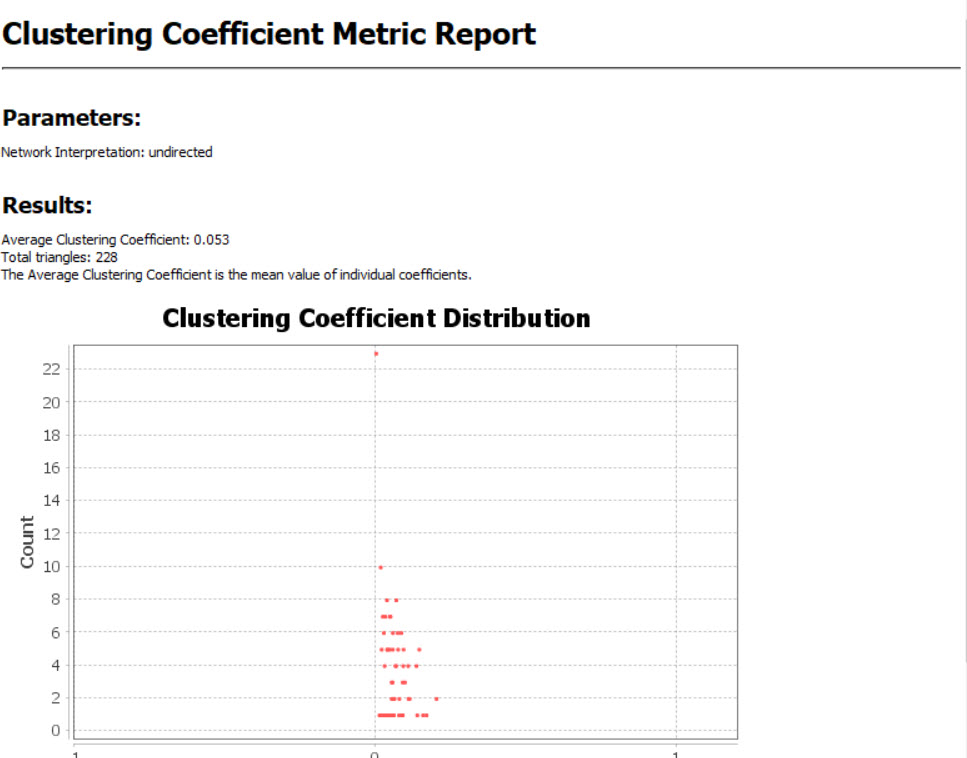 Clustering Coefficient Metric Report
Parameters:
Network Interpretation: undirected
Results:
Average Clustering Coefficient: 0.053
Total triangles: 228
The Average Clustering Coefficient is the mean value of individual coefficients.
Clustering Coefficient Distribution
22
20
18
16
14
12
10
8
6
4
2
0
Count
1 0 1